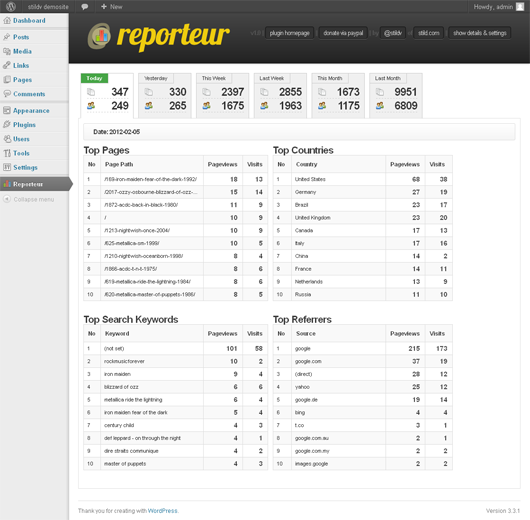 stildv demosite
+ New
Howdy, admin
Dashboard
Posts
Media
Links
Pages
Comments
Appearance
Plugins
Users
Tools
Settings
Reporteur
Collapse menu
reporteur
plugin homepage
donate via paypal
by
@stildv
of
stild.com
show details & settings
Today
347
249
Yesterday
330
265
This Week
2397
1675
Last Week
2855
1963
This Month
1673
1175
Last Month
9951
6809
Date: 2012-02-05
Top Pages
No Page Path Pageviews Visits
1 /169-iron-maiden-fear-of-the-dark-1992/ 18 13
2 /2017-ozzy-osbourne-blizzard-of-ozz-... 15 14
3 /1872-acdc-back-in-black-1980/ 11 9
4 / 10 9
5 /1213-nightwish-once-2004/ 10 9
6 /625-metallica-sm-1999/ 10 5
7 /1210-nightwish-oceanborn-1998/ 8 6
8 /1866-acdc-t-n-t-1975/ 8 6
9 /619-metallica-ride-the-lightning-1984/ 8 6
10 /620-metallica-master-of-puppets-1986/ 8 5
Top Countries
No Country Pageviews Visits
1 United States 68 38
2 Germany 27 19
3 Brazil 23 17
4 United Kingdom 23 20
5 Canada 17 13
6 Italy 17 16
7 China 14 2
8 France 14 11
9 Netherlands 13 9
10 Russia 11 10
Top Search Keywords
No Keyword Pageviews Visits
1 (not set) 101 58
2 rockmusicforever 10 2
3 iron maiden 9 4
4 blizzard of ozz 6 6
5 metallica ride the lightning 6 4
6 iron maiden fear of the dark 5 4
7 century child 4 3
8 def leppard - on through the night 4 1
9 dire straits communique 4 2
10 master of puppets 4 3
Top Referrers
No Source Pageviews Visits
1 google 215 173
2 google.com 37 19
3 (direct) 28 12
4 yahoo 25 12
5 google.de 19 14
6 bing 4 4
7 t.co 3 1
8 google.com.au 2 1
9 google.com.my 2 2
10 images.google 2 2
Thank you for creating with WordPress.
Version 3.3.1